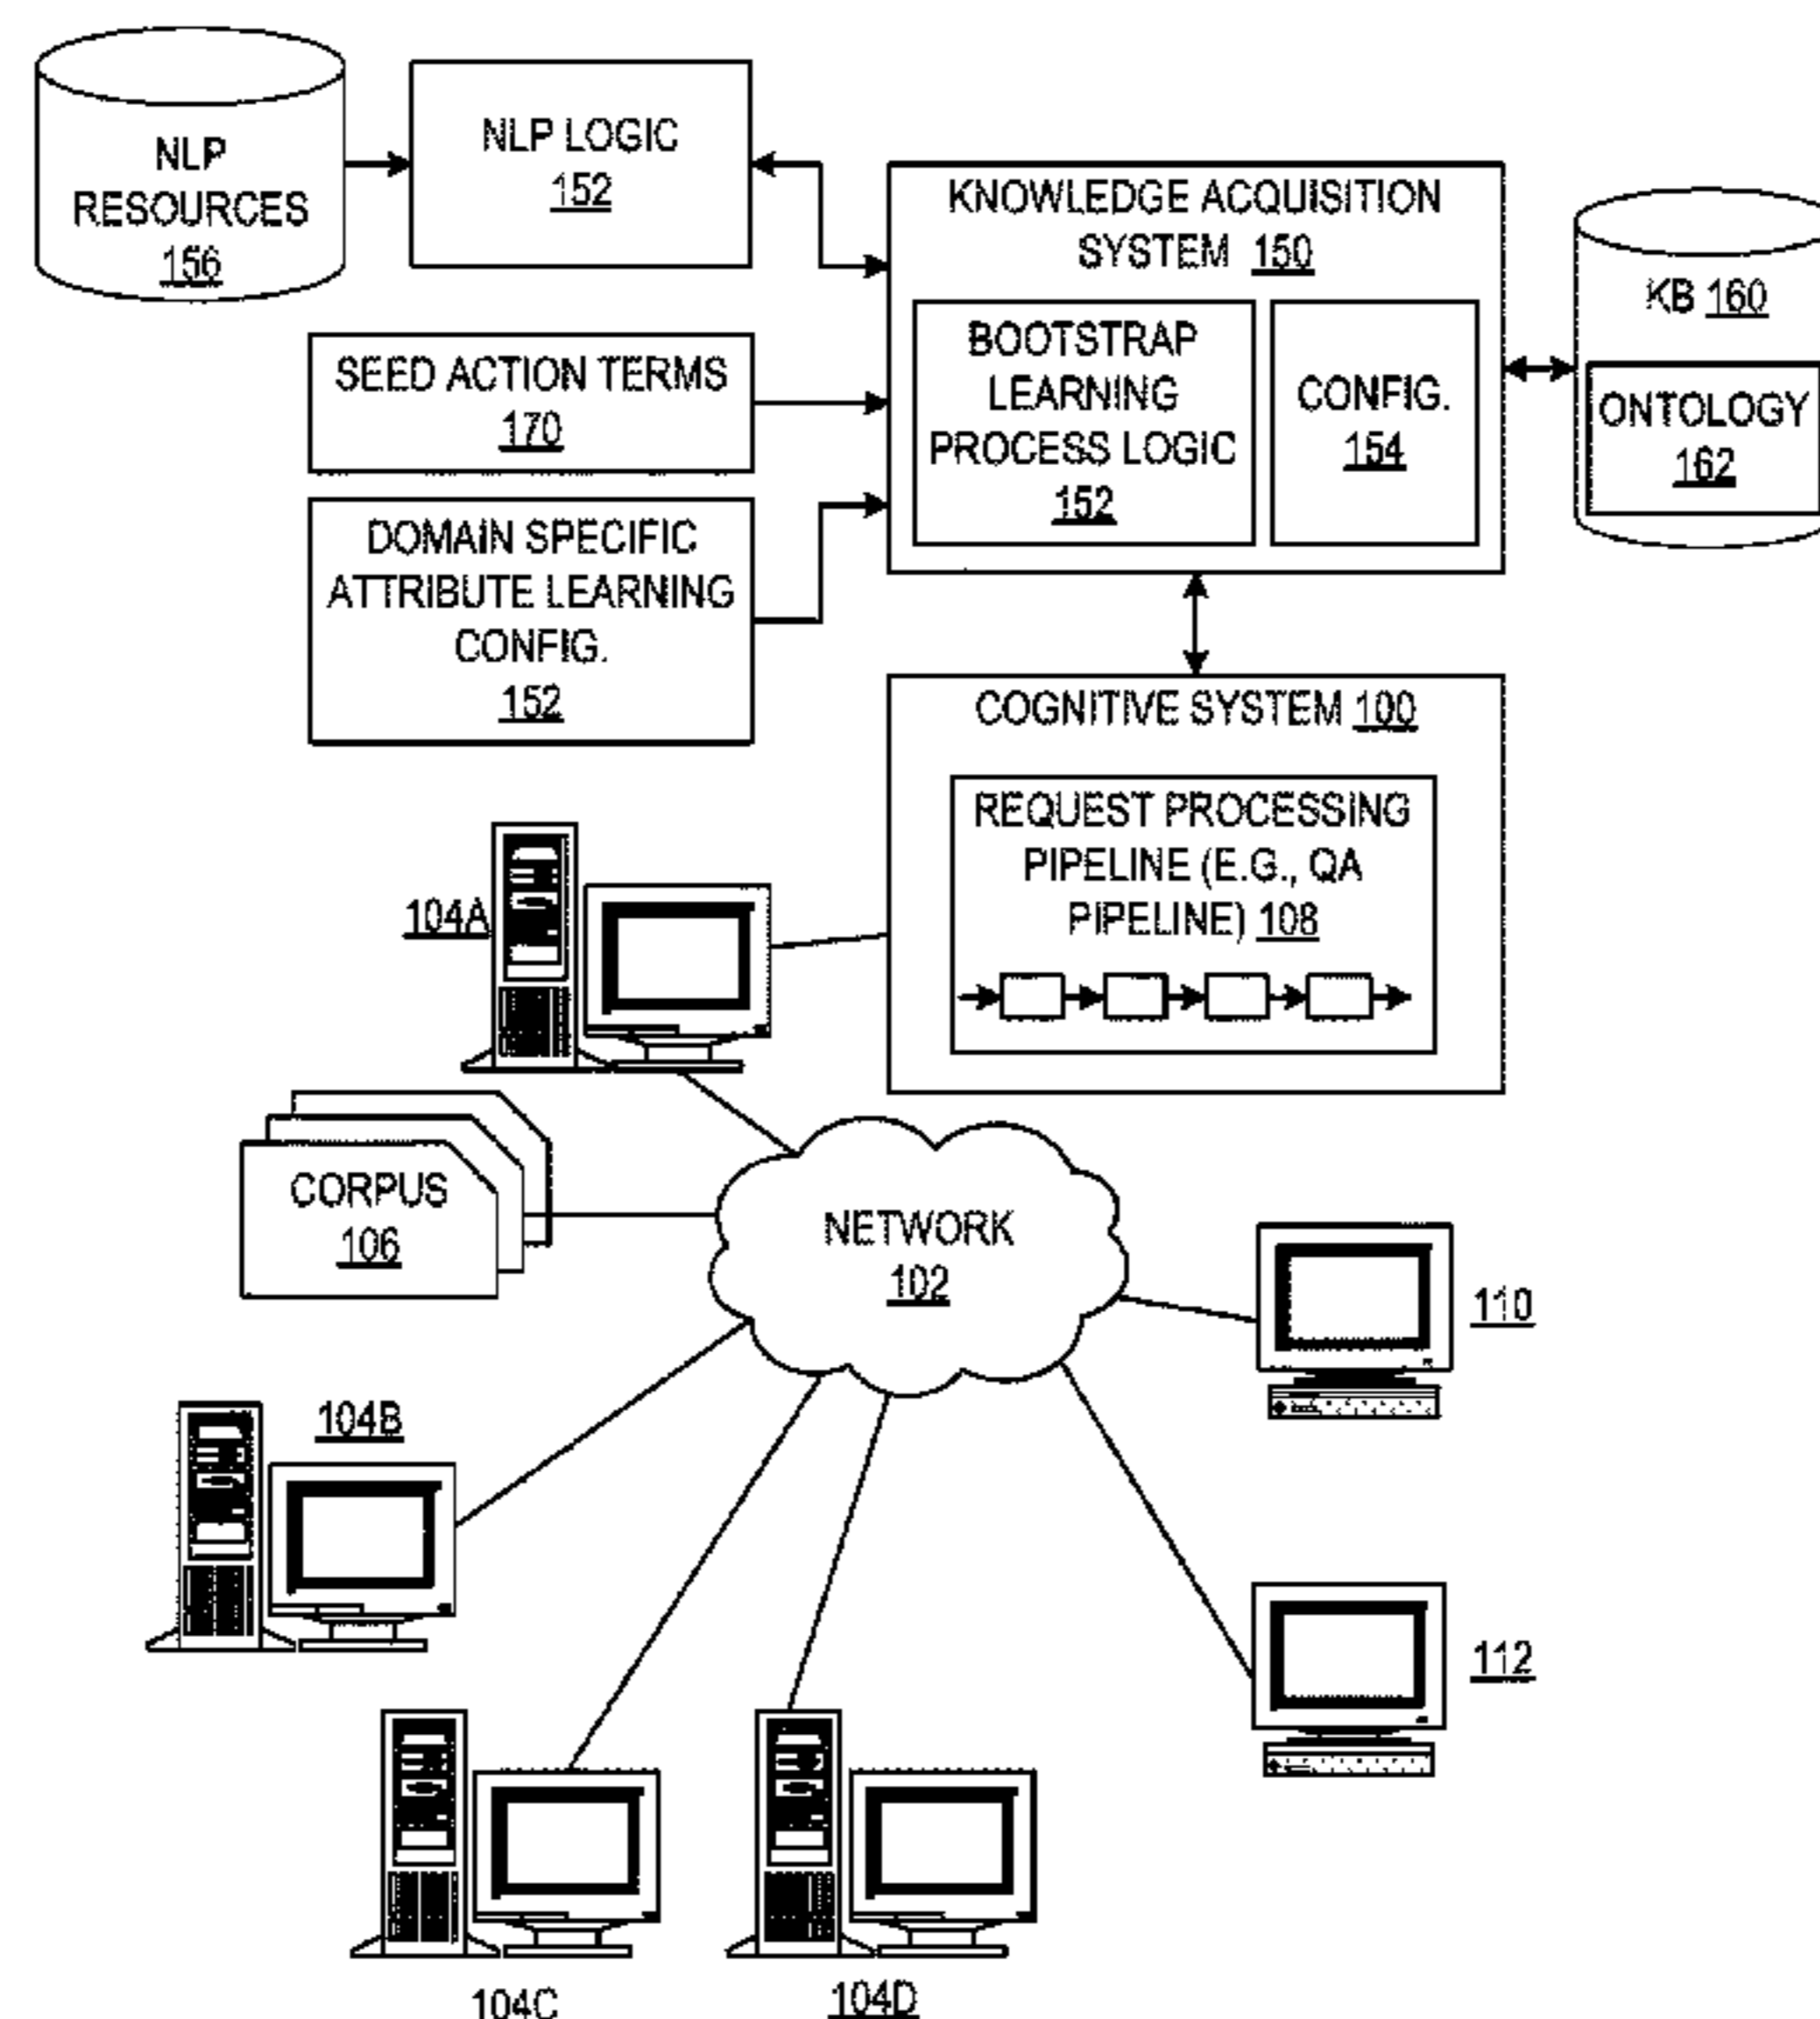 NLP
RESOURCES
156
NLP LOGIC
152
KNOWLEDGE ACQUISITION
SYSTEM 150
BOOTSTRAP
LEARNING
PROCESS LOGIC
152
CONFIG.
154
KB 160
ONTOLOGY
162
SEED ACTION TERMS
170
DOMAIN SPECIFIC
ATTRIBUTE LEARNING
CONFIG.
152
COGNITIVE SYSTEM 100
REQUEST PROCESSING
PIPELINE (E.G., QA
PIPELINE) 108
104A
CORPUS
106
NETWORK
102
110
104B
112
104C
104D